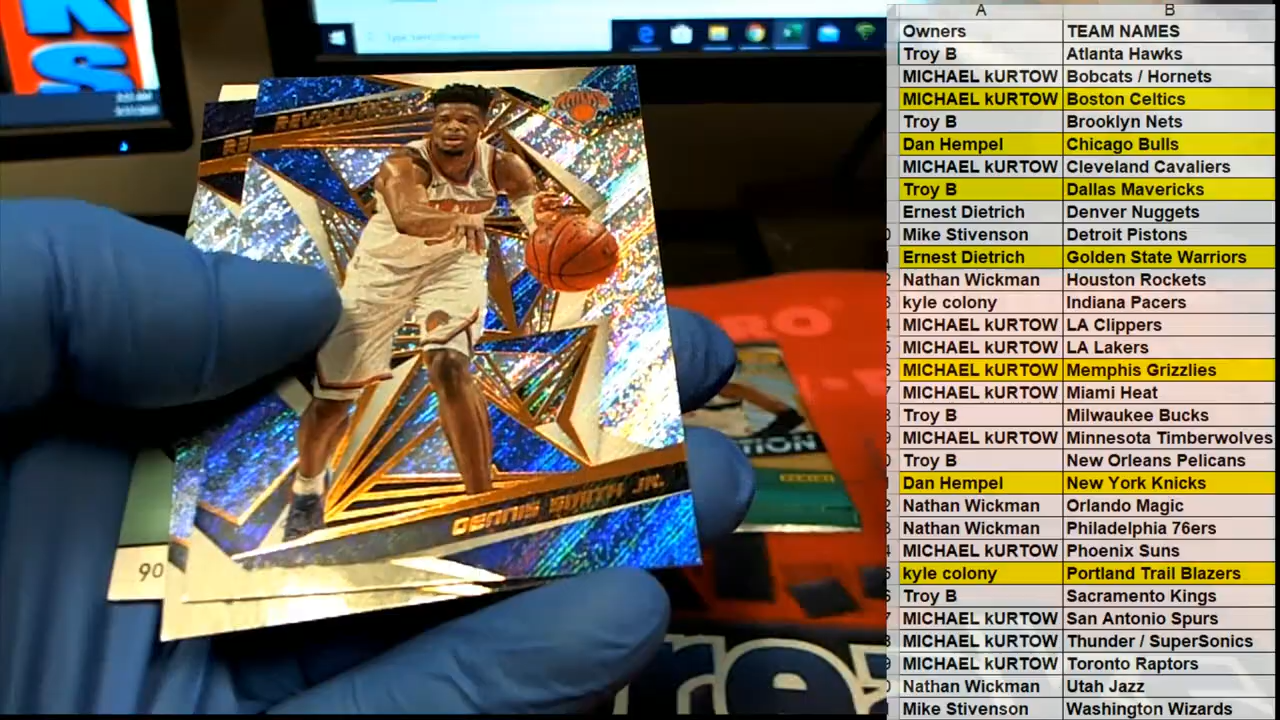 KS
REVOLUTION
RE
DENNIS SMITH JR.
90
TION
PANINI
A B
Owners TEAM NAMES
Troy B Atlanta Hawks
MICHAEL kURTOW Bobcats / Hornets
MICHAEL kURTOW Boston Celtics
Troy B Brooklyn Nets
Dan Hempel Chicago Bulls
MICHAEL kURTOW Cleveland Cavaliers
Troy B Dallas Mavericks
Ernest Dietrich Denver Nuggets
Mike Stivenson Detroit Pistons
Ernest Dietrich Golden State Warriors
Nathan Wickman Houston Rockets
kyle colony Indiana Pacers
MICHAEL kURTOW LA Clippers
MICHAEL kURTOW LA Lakers
MICHAEL kURTOW Memphis Grizzlies
MICHAEL kURTOW Miami Heat
Troy B Milwaukee Bucks
MICHAEL kURTOW Minnesota Timberwolves
Troy B New Orleans Pelicans
Dan Hempel New York Knicks
Nathan Wickman Orlando Magic
Nathan Wickman Philadelphia 76ers
MICHAEL kURTOW Phoenix Suns
kyle colony Portland Trail Blazers
Troy B Sacramento Kings
MICHAEL kURTOW San Antonio Spurs
MICHAEL kURTOW Thunder / SuperSonics
MICHAEL kURTOW Toronto Raptors
Nathan Wickman Utah Jazz
Mike Stivenson Washington Wizards